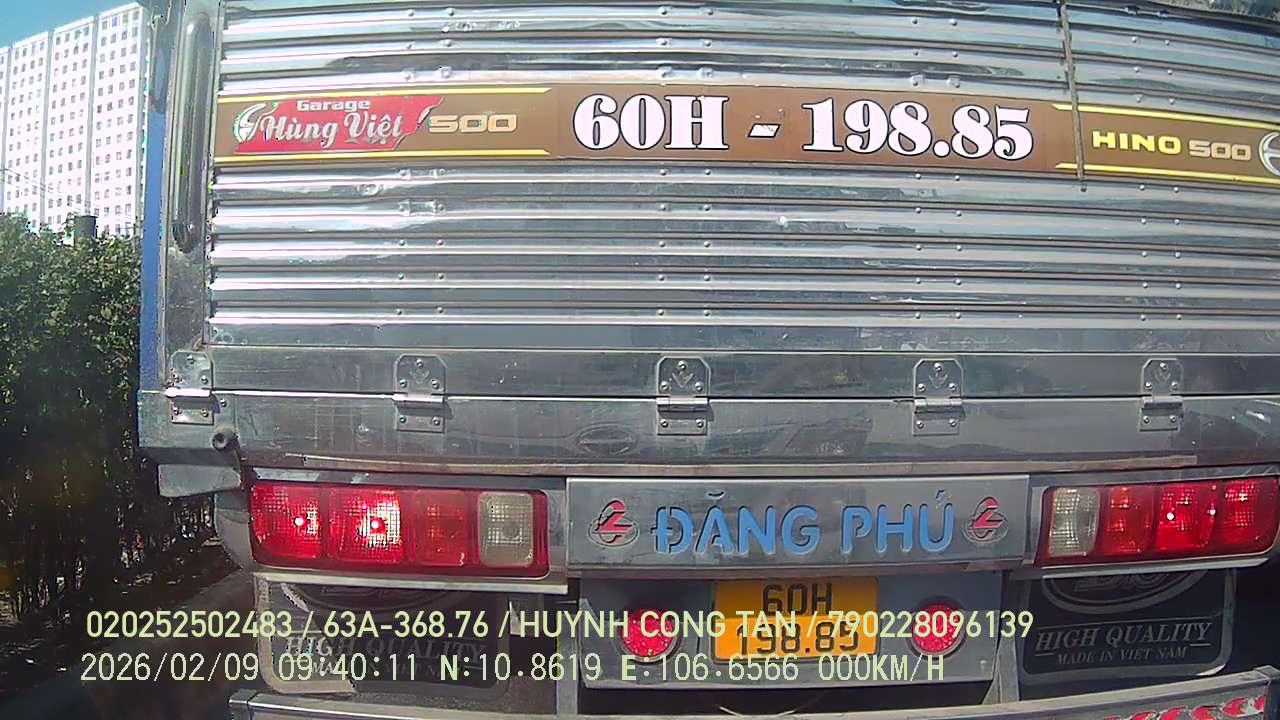 Garage
Hùng Việt 500
60H - 198.85
HINO 500
ĐĂNG PHÚ
60H
198.85
HIGH QUALITY
MADE IN VIET NAM
HIGH QUALITY
020252502483 / 63A-368.76 / HUYNH CONG TAN / 790228096139
2026/02/09 09:40:11 N:10.8619 E:106.6566 000KM/H